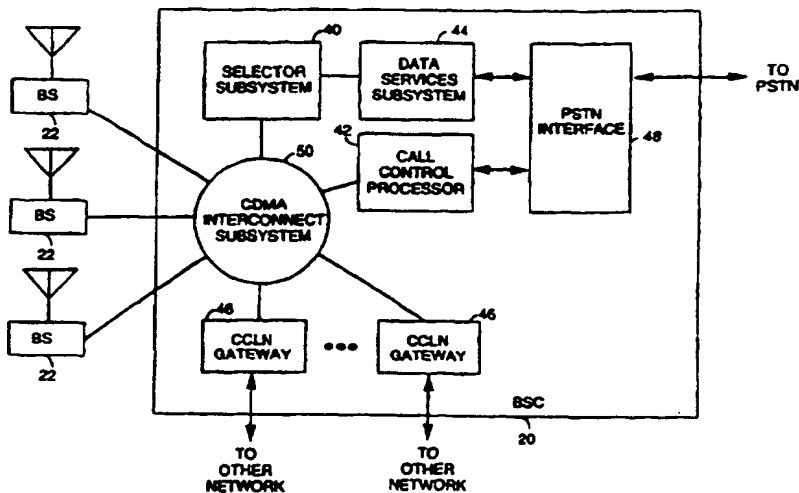 40
SELECTOR
SUBSYSTEM
44
DATA
SERVICES
SUBSYSTEM
PSTN
INTERFACE
48
TO
PSTN
BS
22
BS
22
BS
22
50
CDMA
INTERCONNECT
SUBSYSTEM
42
CALL
CONTROL
PROCESSOR
46
CCLN
GATEWAY
•••
46
CCLN
GATEWAY
BSC
20
TO
OTHER
NETWORK
TO
OTHER
NETWORK